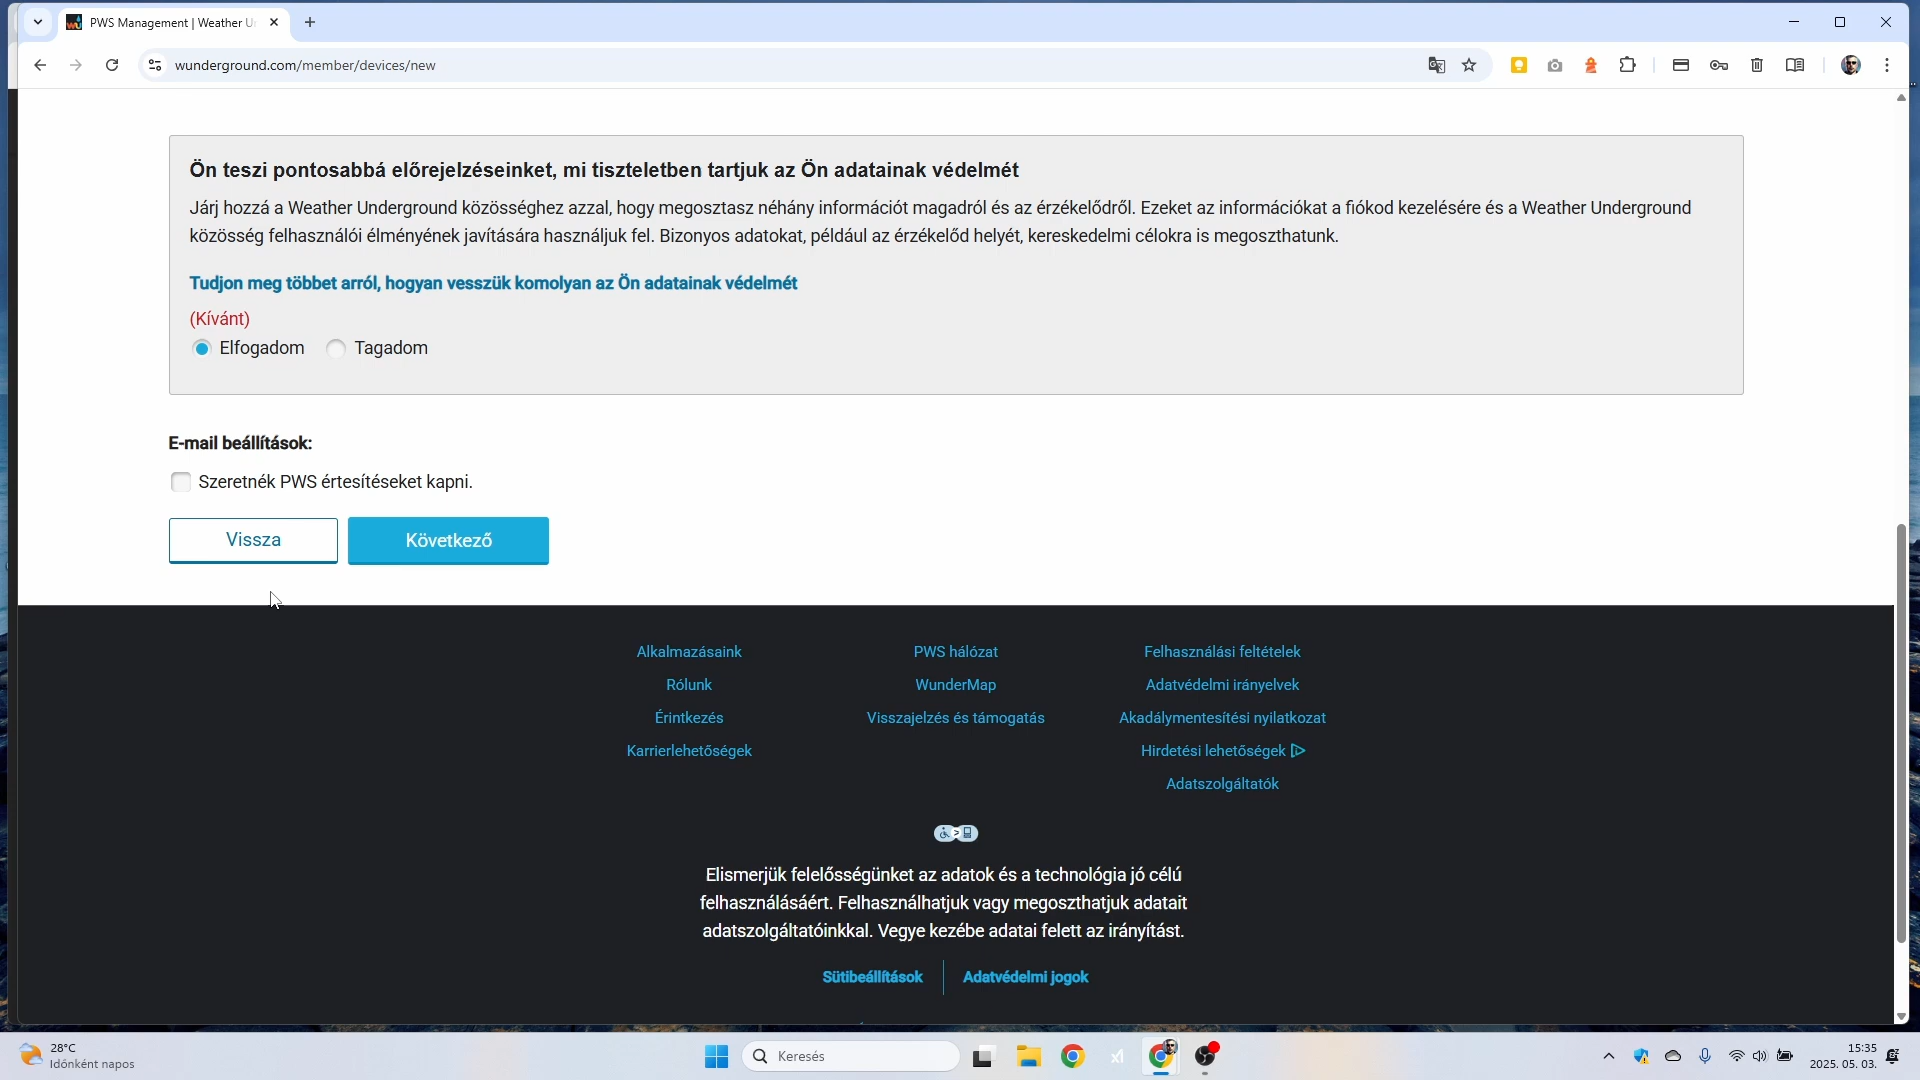 PWS Management | Weather U
wunderground.com/member/devices/new
Ön teszi pontosabbá előrejelzéseinket, mi tiszteletben tartjuk az Ön adatainak védelmét
Járj hozzá a Weather Underground közösséghez azzal, hogy megosztasz néhány információt magadról és az érzékelődről. Ezeket az információkat a fiókod kezelésére és a Weather Underground
közösség felhasználói élményének javítására használjuk fel. Bizonyos adatokat, például az érzékelőd helyét, kereskedelmi célokra is megoszthatunk.
Tudjon meg többet arról, hogyan vesszük komolyan az Ön adatainak védelmét
(Kívánt)
Elfogadom Tagadom
E-mail beállítások:
Szeretnék PWS értesítéseket kapni.
Vissza Következő
Alkalmazásaink PWS hálózat Felhasználási feltételek
Rólunk WunderMap Adatvédelmi irányelvek
Érintkezés Visszajelzés és támogatás Akadálymentesítési nyilatkozat
Karrierlehetőségek Hirdetési lehetőségek
Adatszolgáltatók
Elismerjük felelősségünket az adatok és a technológia jó célú
felhasználásáért. Felhasználhatjuk vagy megoszthatjuk adatait
adatszolgáltatóinkkal. Vegye kezébe adatai felett az irányítást.
Sütibeállítások Adatvédelmi jogok
28°C
Időnként napos
Keresés
15:35
2025. 05. 03.